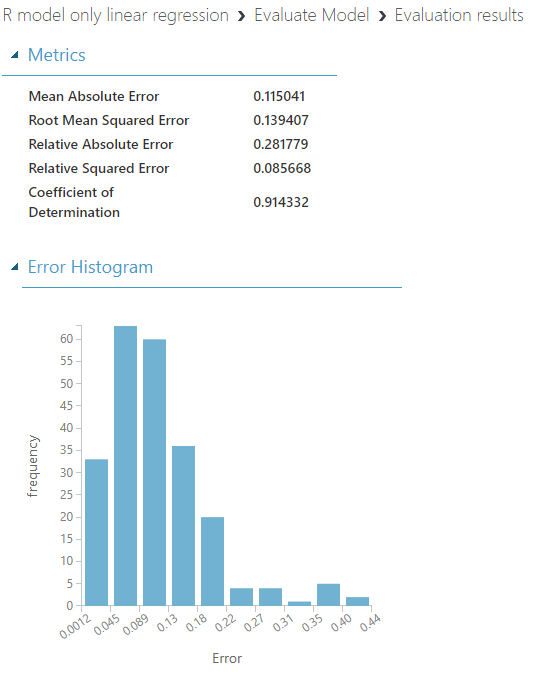 R model only linear regression › Evaluate Model › Evaluation results
Metrics
Mean Absolute Error 0.115041
Root Mean Squared Error 0.139407
Relative Absolute Error 0.281779
Relative Squared Error 0.085668
Coefficient of
Determination 0.914332
Error Histogram
60
55
50
45
40
35
30
25
20
15
10
5
0
frequency
0.0012 0.045 0.089 0.13 0.18 0.22 0.27 0.31 0.35 0.40 0.44
Error